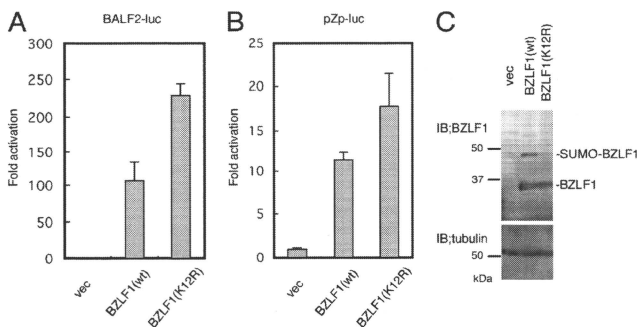 A
BALF2-luc
Fold activation
300
250
200
150
100
50
0
vec
BZLF1(wt)
BZLF1(K12R)
B
pZp-luc
Fold activation
25
20
15
10
5
0
vec
BZLF1(wt)
BZLF1(K12R)
C
vec
BZLF1(wt)
BZLF1(K12R)
IB;BZLF1
50
-SUMO-BZLF1
37
-BZLF1
IB;tubulin
50
kDa